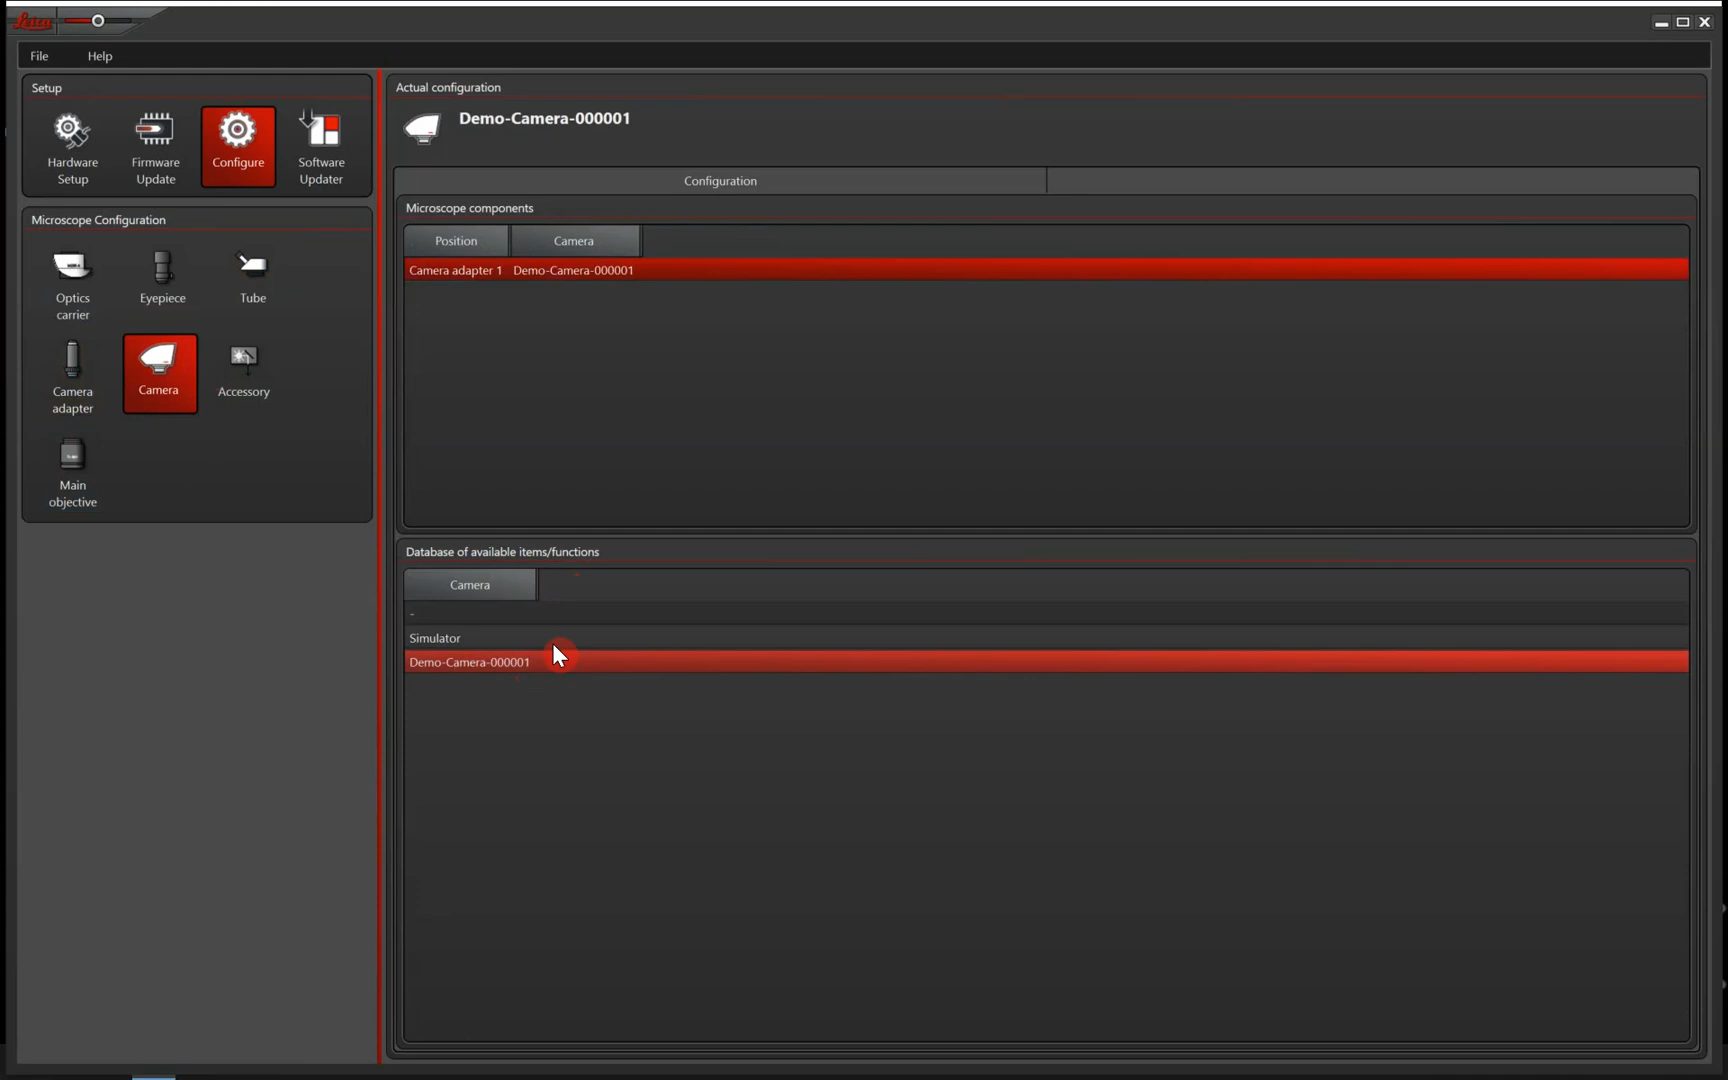 Leica
File Help
Setup
Hardware Setup
Firmware Update
Configure
Software Updater
Microscope Configuration
Optics carrier
Eyepiece
Tube
Camera adapter
Camera
Accessory
Main objective
Actual configuration
Demo-Camera-000001
Configuration
Microscope components
Position Camera
Camera adapter 1 Demo-Camera-000001
Database of available items/functions
Camera
-
Simulator
Demo-Camera-000001